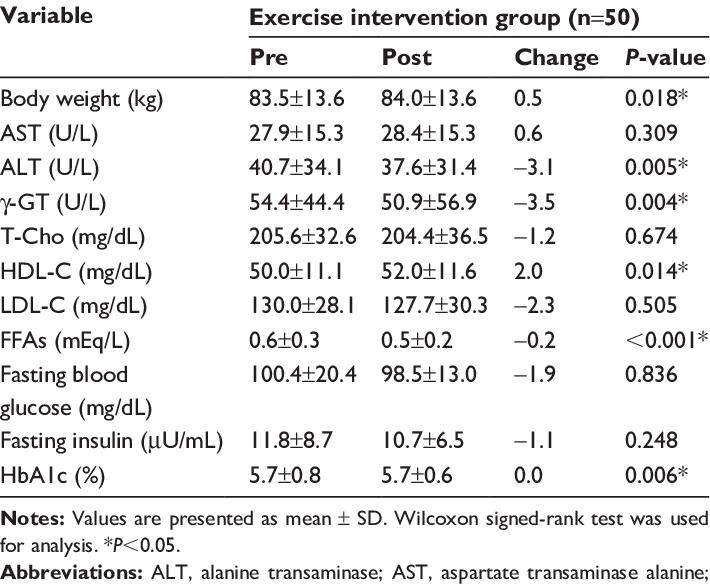 Variable Exercise intervention group (n=50)
Pre Post Change P-value
Body weight (kg) 83.5±13.6 84.0±13.6 0.5 0.018*
AST (U/L) 27.9±15.3 28.4±15.3 0.6 0.309
ALT (U/L) 40.7±34.1 37.6±31.4 –3.1 0.005*
γ-GT (U/L) 54.4±44.4 50.9±56.9 –3.5 0.004*
T-Cho (mg/dL) 205.6±32.6 204.4±36.5 –1.2 0.674
HDL-C (mg/dL) 50.0±11.1 52.0±11.6 2.0 0.014*
LDL-C (mg/dL) 130.0±28.1 127.7±30.3 –2.3 0.505
FFAs (mEq/L) 0.6±0.3 0.5±0.2 –0.2 <0.001*
Fasting blood 100.4±20.4 98.5±13.0 –1.9 0.836
glucose (mg/dL)
Fasting insulin (μU/mL) 11.8±8.7 10.7±6.5 –1.1 0.248
HbA1c (%) 5.7±0.8 5.7±0.6 0.0 0.006*
Notes: Values are presented as mean ± SD. Wilcoxon signed-rank test was used
for analysis. *P<0.05.
Abbreviations: ALT, alanine transaminase; AST, aspartate transaminase alanine;